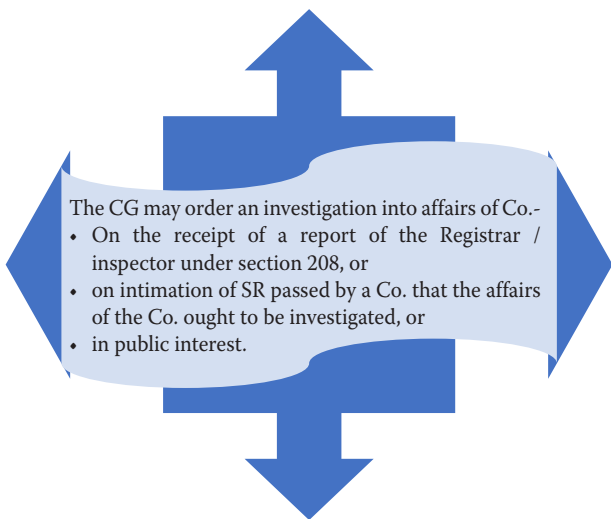 The CG may order an investigation into affairs of Co.-
• On the receipt of a report of the Registrar /
inspector under section 208, or
• on intimation of SR passed by a Co. that the affairs
of the Co. ought to be investigated, or
• in public interest.